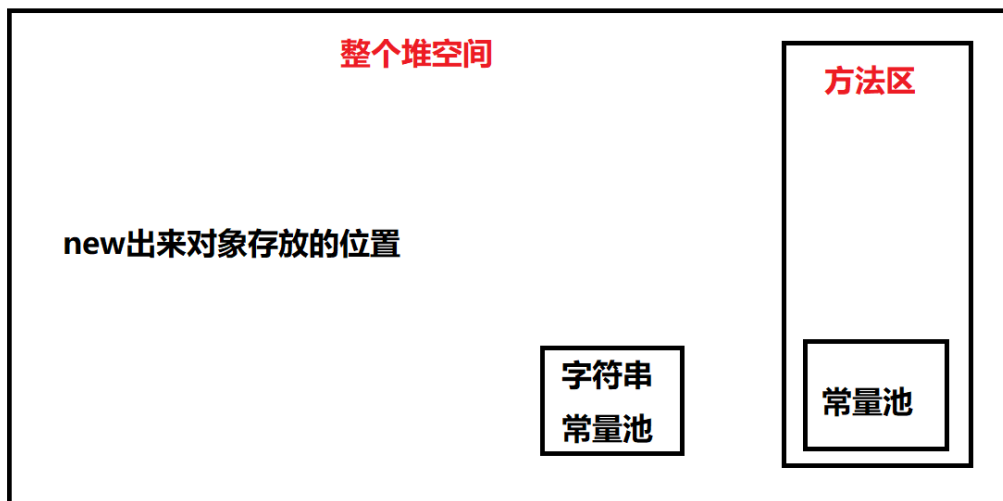 整个堆空间
方法区
new出来对象存放的位置
字符串
常量池
常量池